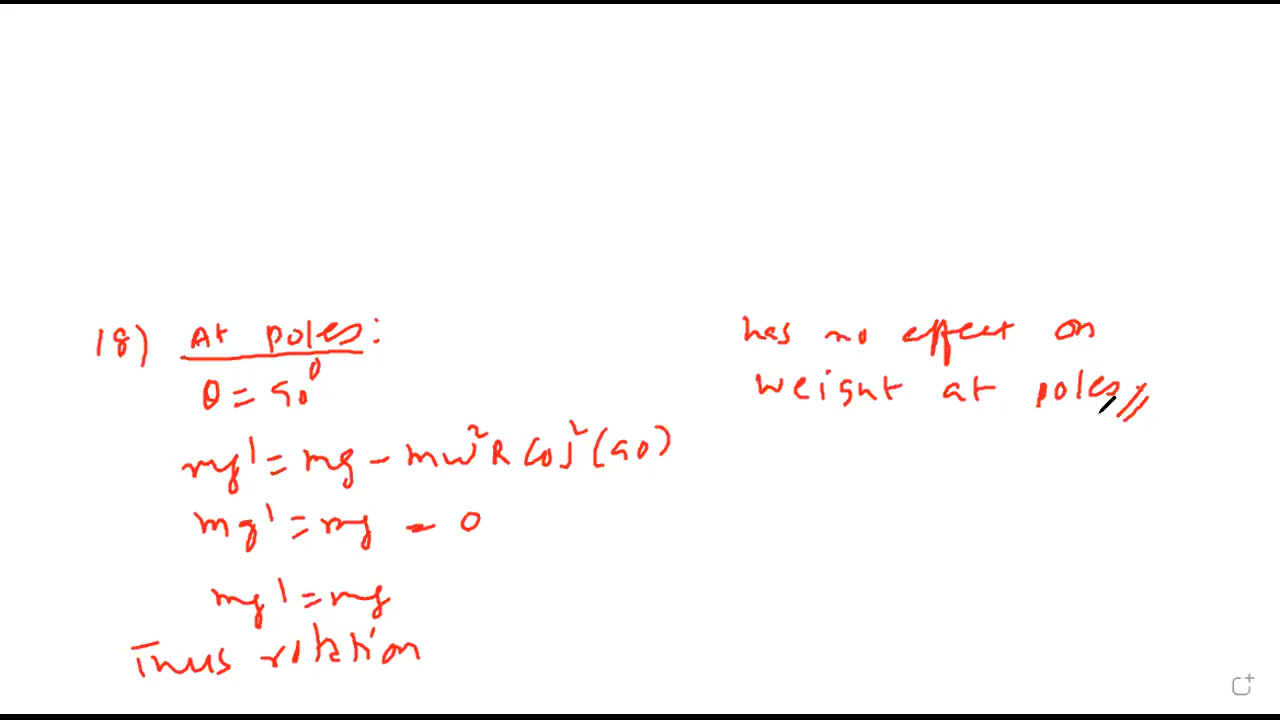 18) At poles:
θ = 90⁰
mg' = mg - mω²R Cos²(90)
mg' = mg - 0
mg' = mg
Thus rotation
has no effect on
weight at poles //